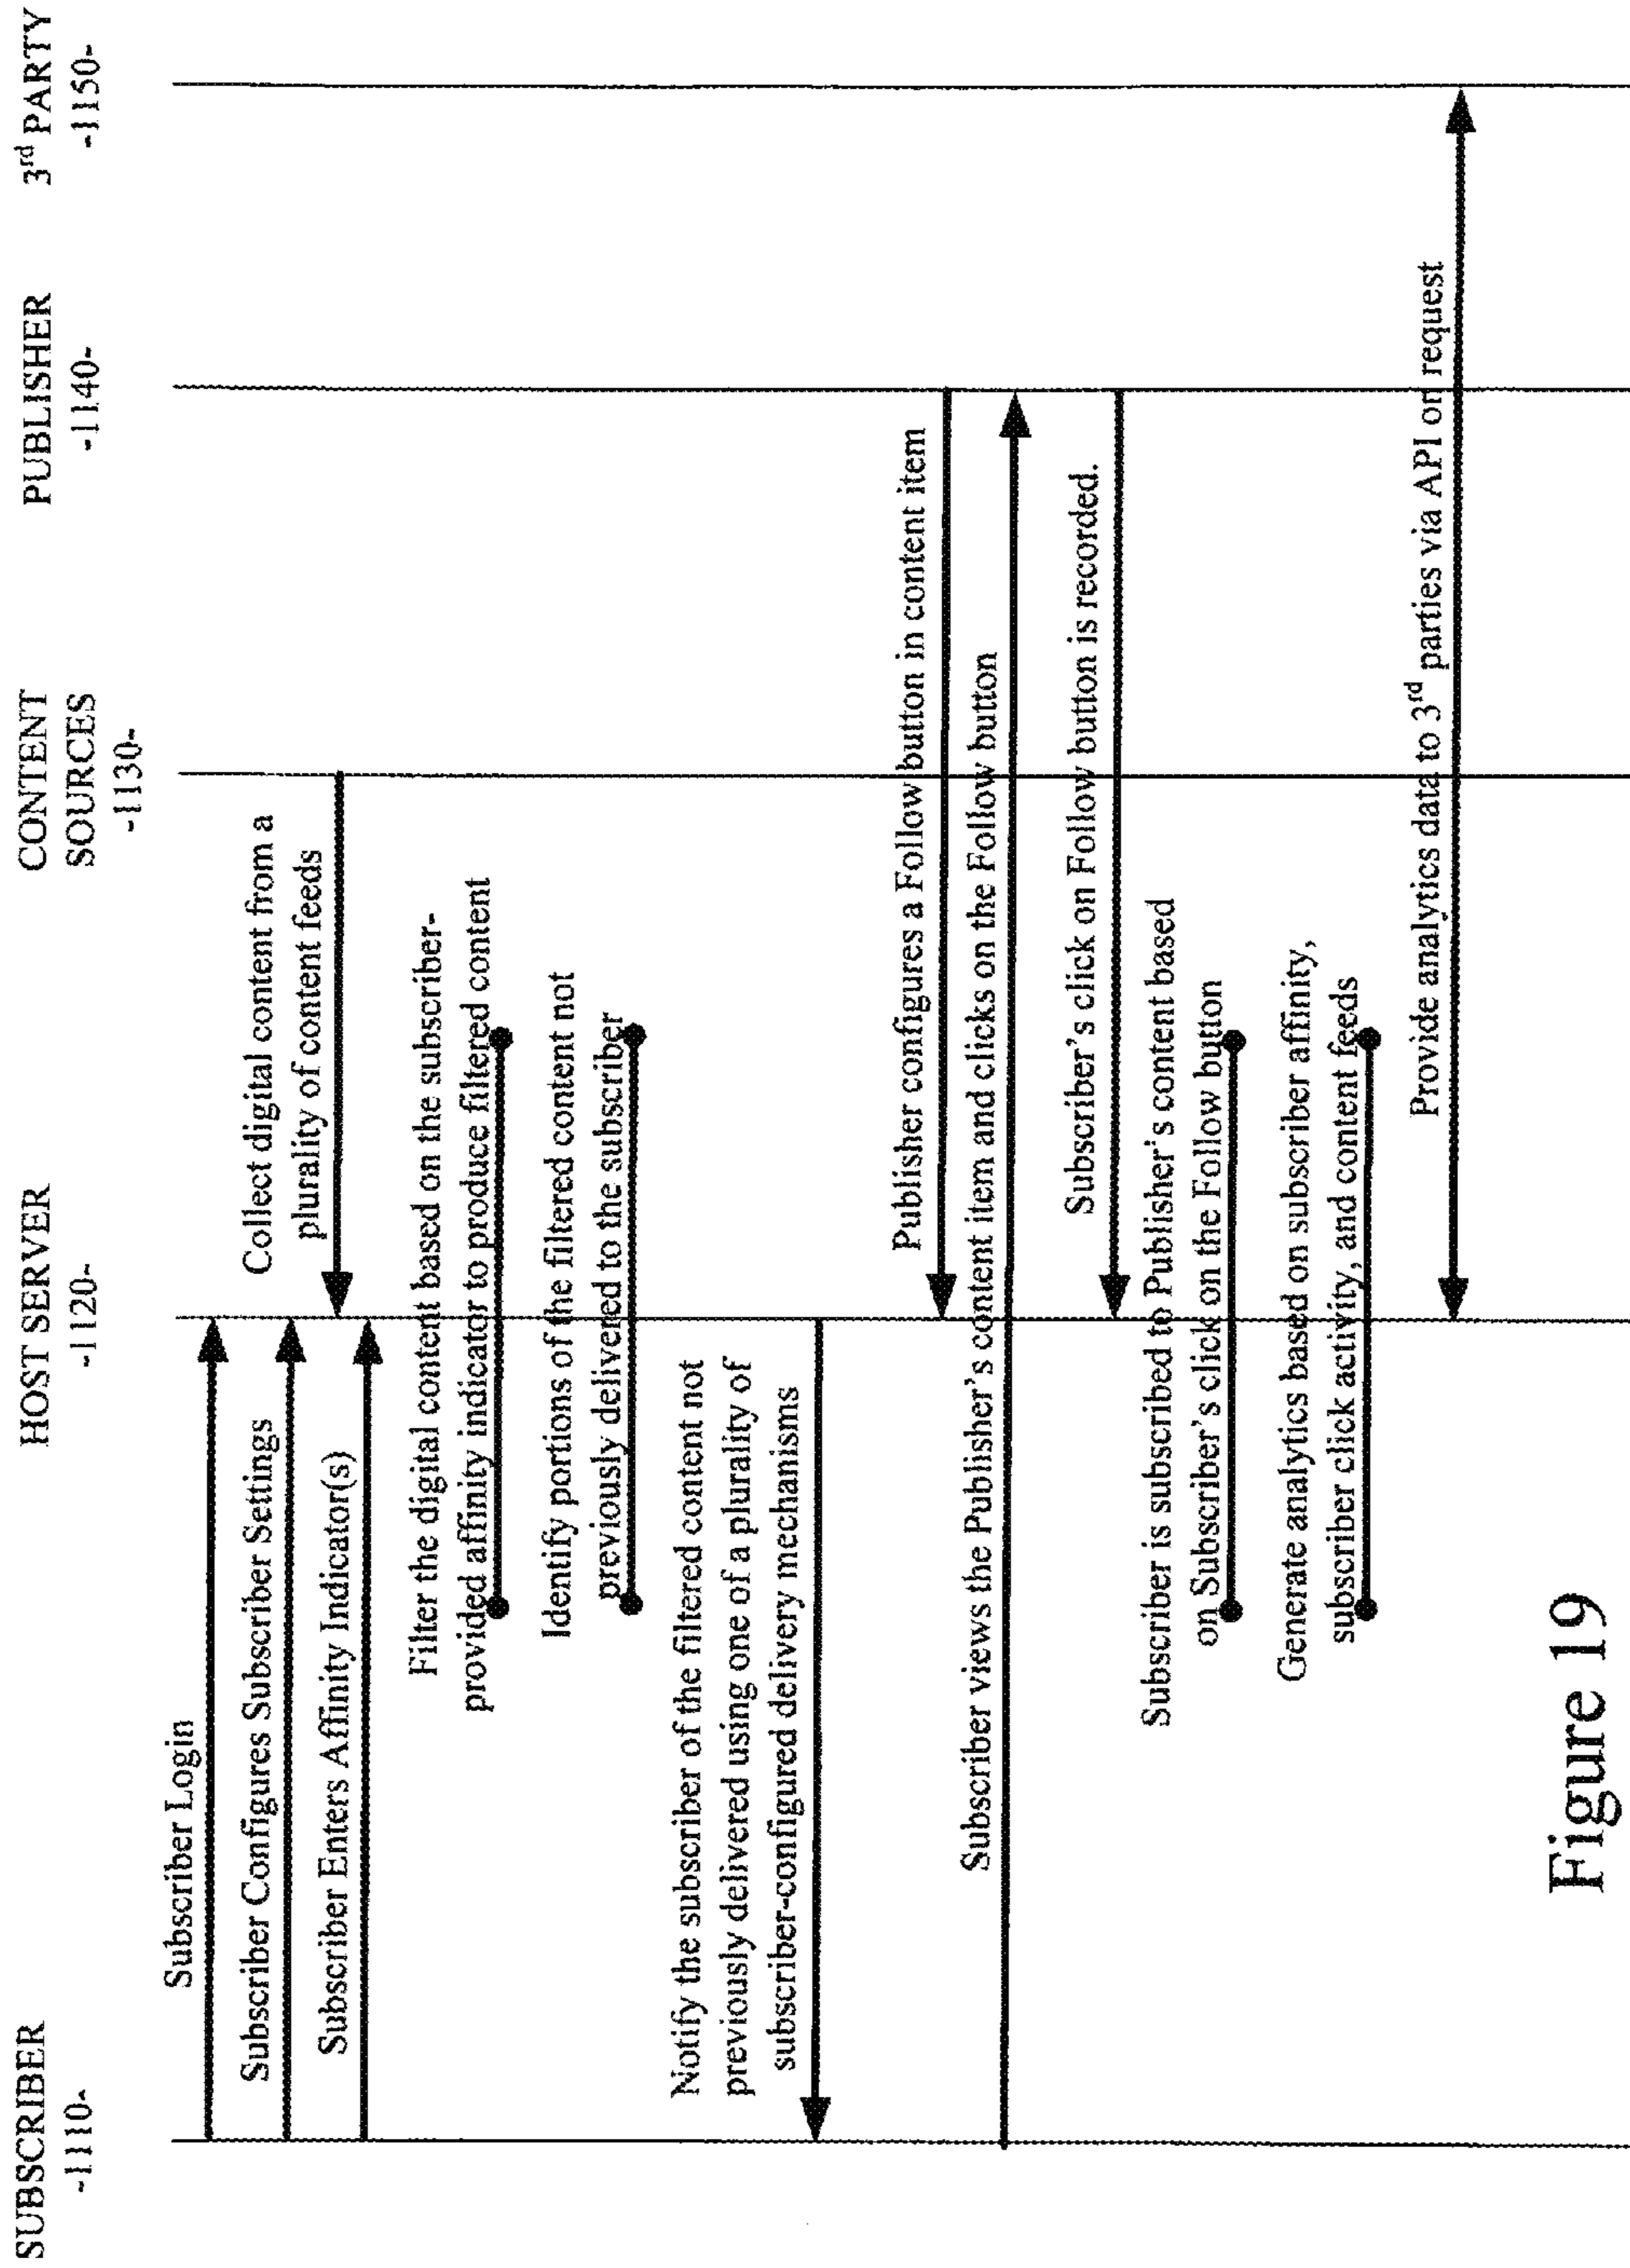 SUBSCRIBER
-1110-
HOST SERVER
-1120-
CONTENT
SOURCES
-1130-
PUBLISHER
-1140-
3rd PARTY
-1150-
Subscriber Login
Subscriber Configures Subscriber Settings
Collect digital content from a
plurality of content feeds
Subscriber Enters Affinity Indicator(s)
Filter the digital content based on the subscriber-
provided affinity indicator to produce filtered content
Identify portions of the filtered content not
previously delivered to the subscriber
Notify the subscriber of the filtered content not
previously delivered using one of a plurality of
subscriber-configured delivery mechanisms
Publisher configures a Follow button in content item
Subscriber views the Publisher's content item and clicks on the Follow button
Subscriber's click on Follow button is recorded.
Subscriber is subscribed to Publisher's content based
on Subscriber's click on the Follow button
Generate analytics based on subscriber affinity,
subscriber click activity, and content feeds
Provide analytics data to 3rd parties via API on request
Figure 19